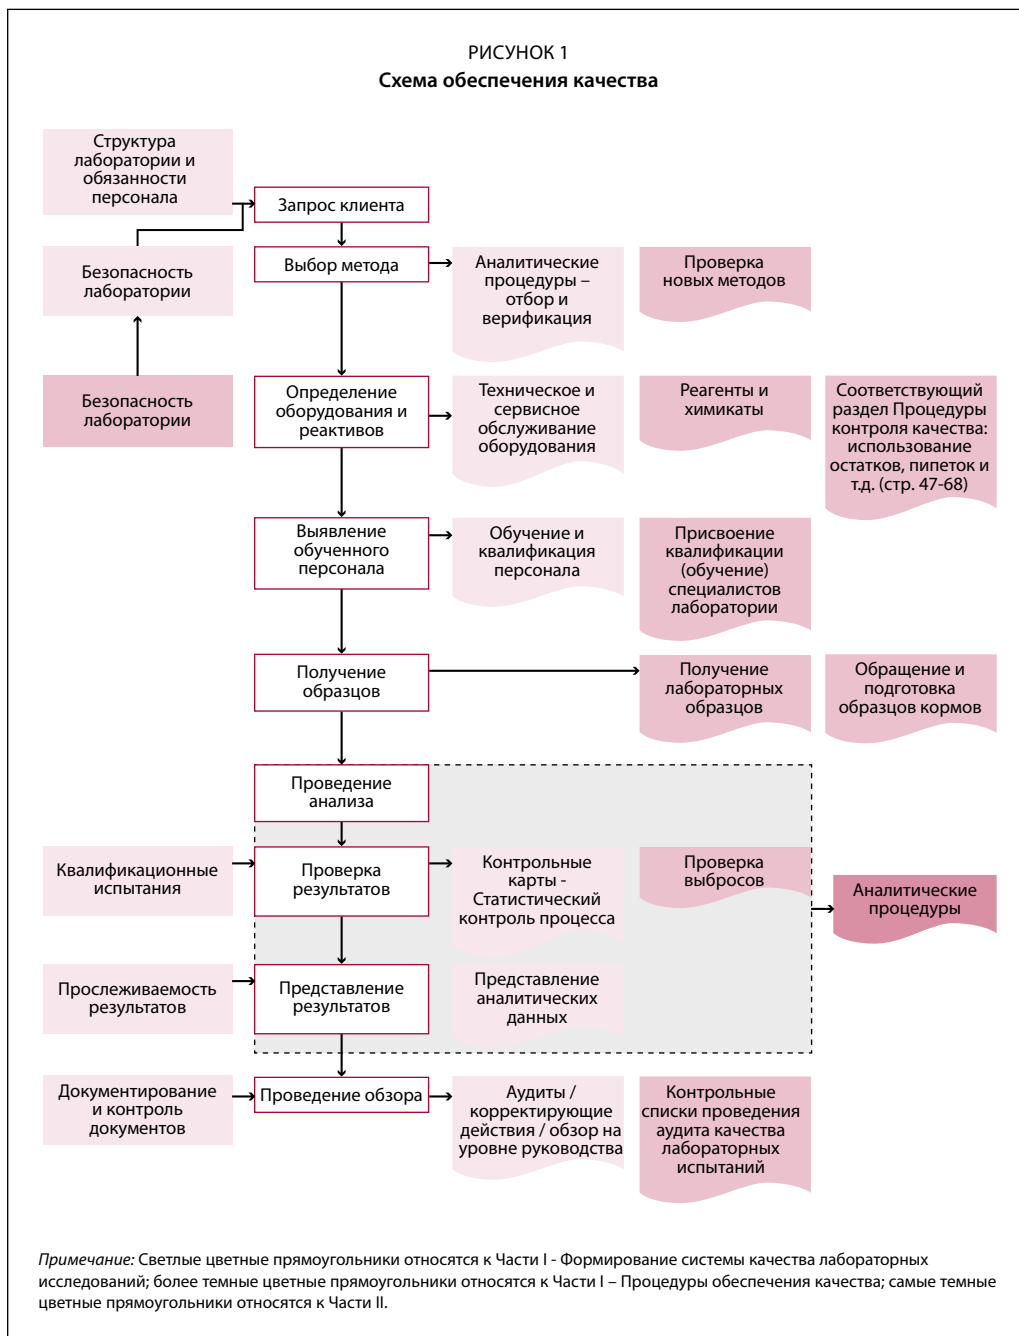 РИСУНОК 1
Схема обеспечения качества
Структура
лаборатории и
обязанности
персонала
Запрос клиента
Безопасность
лаборатории
Выбор метода
Аналитические
процедуры –
отбор и
верификация
Проверка
новых методов
Безопасность
лаборатории
Определение
оборудования и
реактивов
Техническое и
сервисное
обслуживание
оборудования
Реагенты и
химикаты
Соответствующий
раздел Процедуры
контроля качества:
использование
остатков, пипеток и
т.д. (стр. 47-68)
Выявление
обученного
персонала
Обучение и
квалификация
персонала
Присвоение
квалификации
(обучение)
специалистов
лаборатории
Получение
образцов
Получение
лабораторных
образцов
Обращение и
подготовка
образцов кормов
Проведение
анализа
Квалификационные
испытания
Проверка
результатов
Контрольные
карты -
Статистический
контроль процесса
Проверка
выбросов
Аналитические
процедуры
Прослеживаемость
результатов
Представление
результатов
Представление
аналитических
данных
Документирование
и контроль
документов
Проведение обзора
Аудиты /
корректирующие
действия / обзор на
уровне руководства
Контрольные
списки проведения
аудита качества
лабораторных
испытаний
Примечание: Светлые цветные прямоугольники относятся к Части I - Формирование системы качества лабораторных
исследований; более темные цветные прямоугольники относятся к Части I – Процедуры обеспечения качества; самые темные
цветные прямоугольники относятся к Части II.